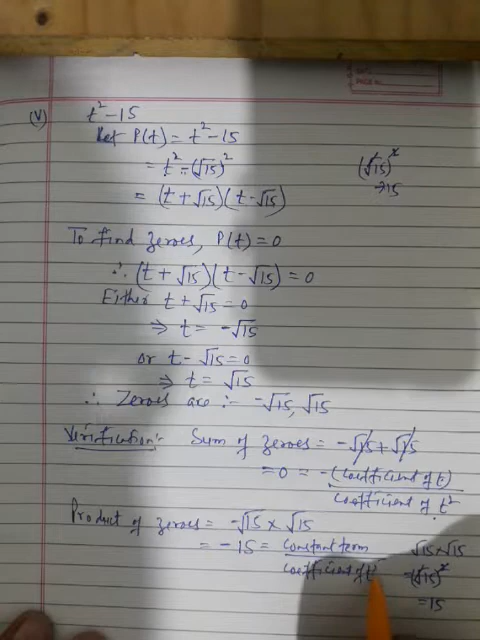 (V) t² - 15
Let P(t) = t² - 15
= t² - (√15)²
(√15)²
→ 15
= (t + √15)(t - √15)
To find zeroes, P(t) = 0
∴ (t + √15)(t - √15) = 0
Either t + √15 = 0
⇒ t = -√15
or t - √15 = 0
⇒ t = √15
∴ Zeroes are :- -√15, √15
Verification:- Sum of zeroes = -√15 + √15
= 0 = -(coefficient of t)
coefficient of t²
Product of zeroes = -√15 × √15
= -15 = constant term
coefficient of t
√15 × √15
= (√15)²
= 15